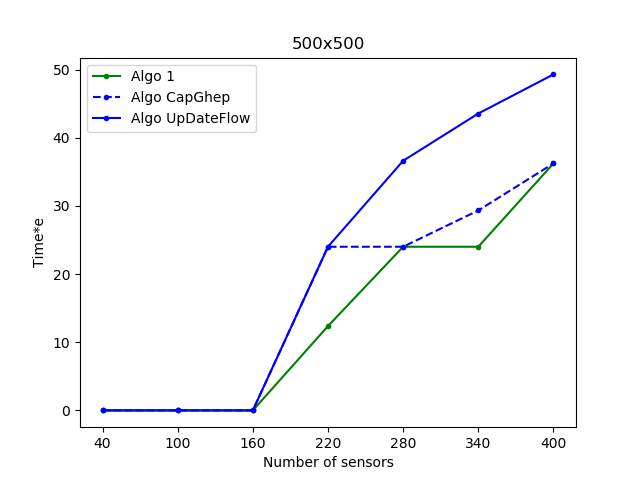 500x500
Algo 1
Algo CapGhep
Algo UpDateFlow
50
40
30
20
10
0
Time*e
40 100 160 220 280 340 400
Number of sensors